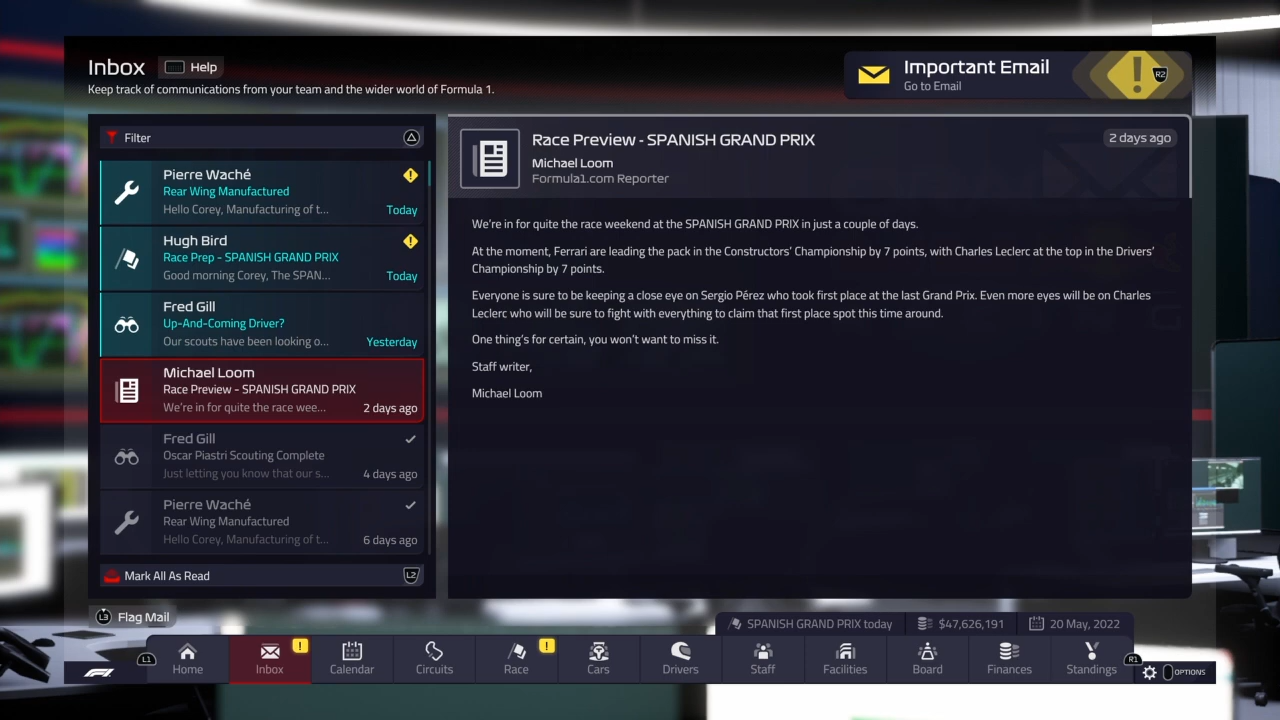 Inbox
Help
Keep track of communications from your team and the wider world of Formula 1.
Important Email
Go to Email
R2
Filter
Pierre Waché
Rear Wing Manufactured
Hello Corey, Manufacturing of t...
Today
Hugh Bird
Race Prep - SPANISH GRAND PRIX
Good morning Corey, The SPAN...
Today
Fred Gill
Up-And-Coming Driver?
Our scouts have been looking o...
Yesterday
Michael Loom
Race Preview - SPANISH GRAND PRIX
We're in for quite the race wee...
2 days ago
Fred Gill
Oscar Piastri Scouting Complete
Just letting you know that our s...
4 days ago
Pierre Waché
Rear Wing Manufactured
Hello Corey, Manufacturing of t...
6 days ago
Mark All As Read
L2
Race Preview - SPANISH GRAND PRIX
2 days ago
Michael Loom
Formula1.com Reporter
We're in for quite the race weekend at the SPANISH GRAND PRIX in just a couple of days.
At the moment, Ferrari are leading the pack in the Constructors' Championship by 7 points, with Charles Leclerc at the top in the Drivers'
Championship by 7 points.
Everyone is sure to be keeping a close eye on Sergio Pérez who took first place at the last Grand Prix. Even more eyes will be on Charles
Leclerc who will be sure to fight with everything to claim that first place spot this time around.
One thing's for certain, you won't want to miss it.
Staff writer,
Michael Loom
L3
Flag Mail
SPANISH GRAND PRIX today
$47,626,191
20 May, 2022
L1
Home
Inbox
Calendar
Circuits
Race
Cars
Drivers
Staff
Facilities
Board
Finances
Standings
R1
OPTIONS